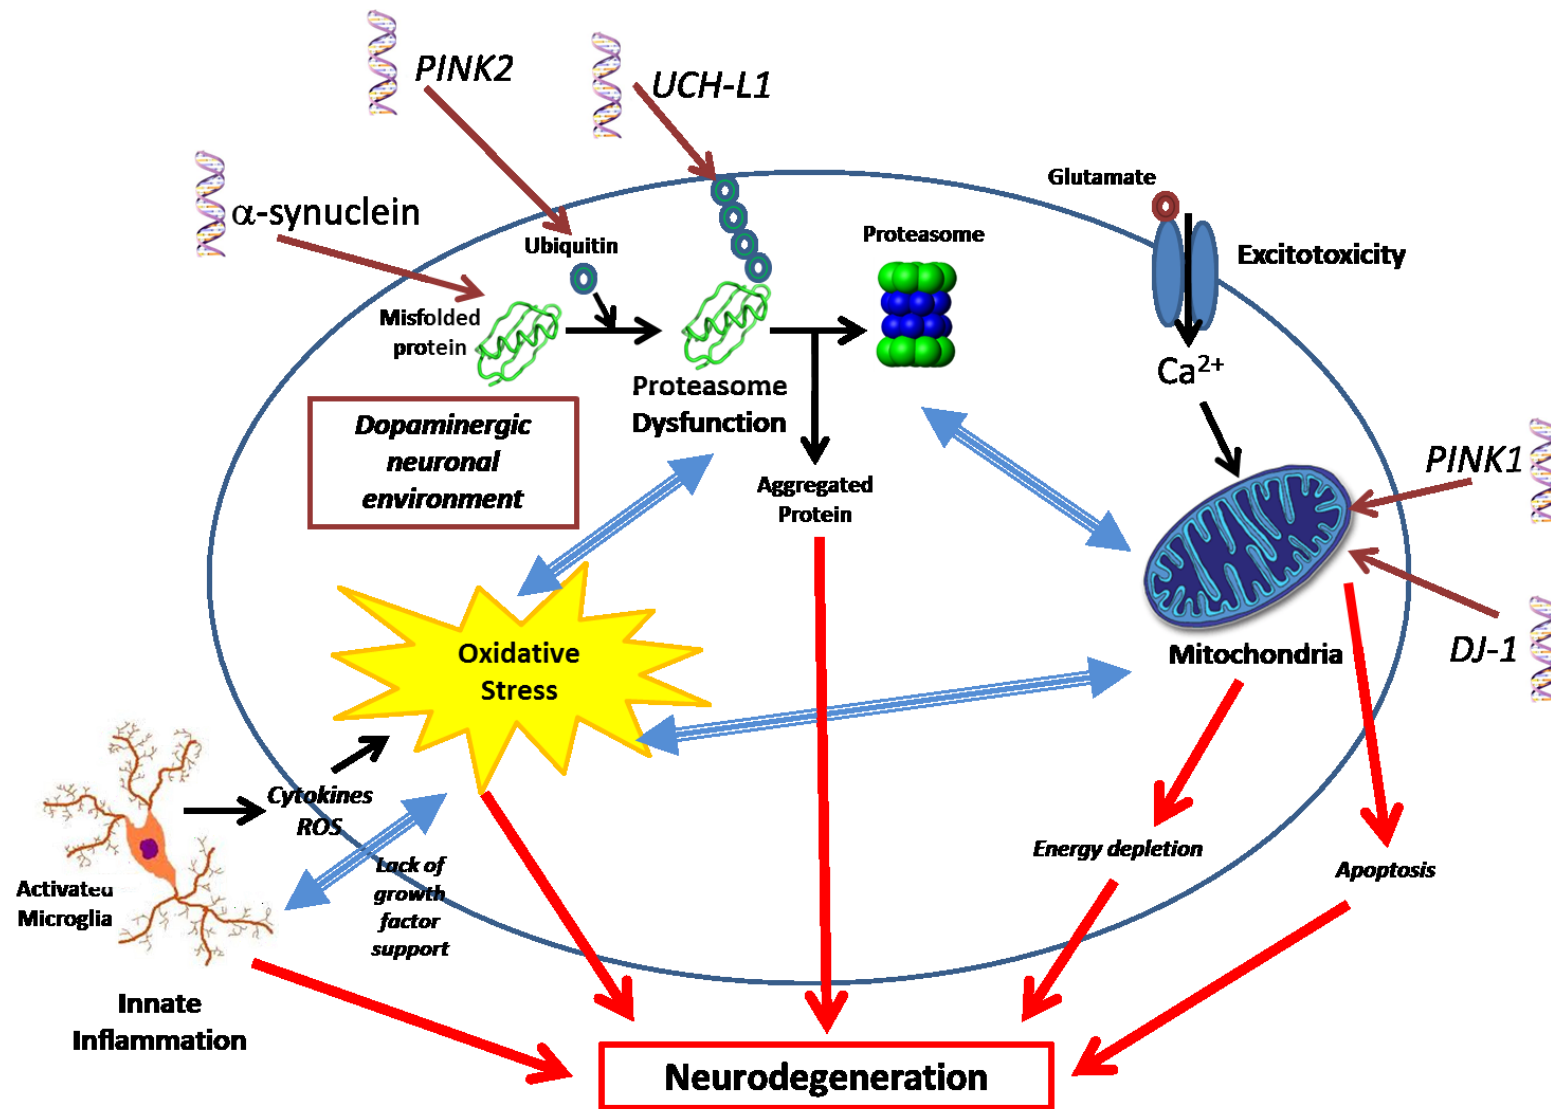 PINK2
UCH-L1
α-synuclein
Glutamate
Ubiquitin
Proteasome
Excitotoxicity
Misfolded
protein
Ca²⁺
Proteasome
Dysfunction
Dopaminergic
neuronal
environment
PINK1
Aggregated
Protein
Oxidative
Stress
Mitochondria
DJ-1
Cytokines
ROS
Lack of
growth
factor
support
Energy depletion
Apoptosis
Activated
Microglia
Innate
Inflammation
Neurodegeneration